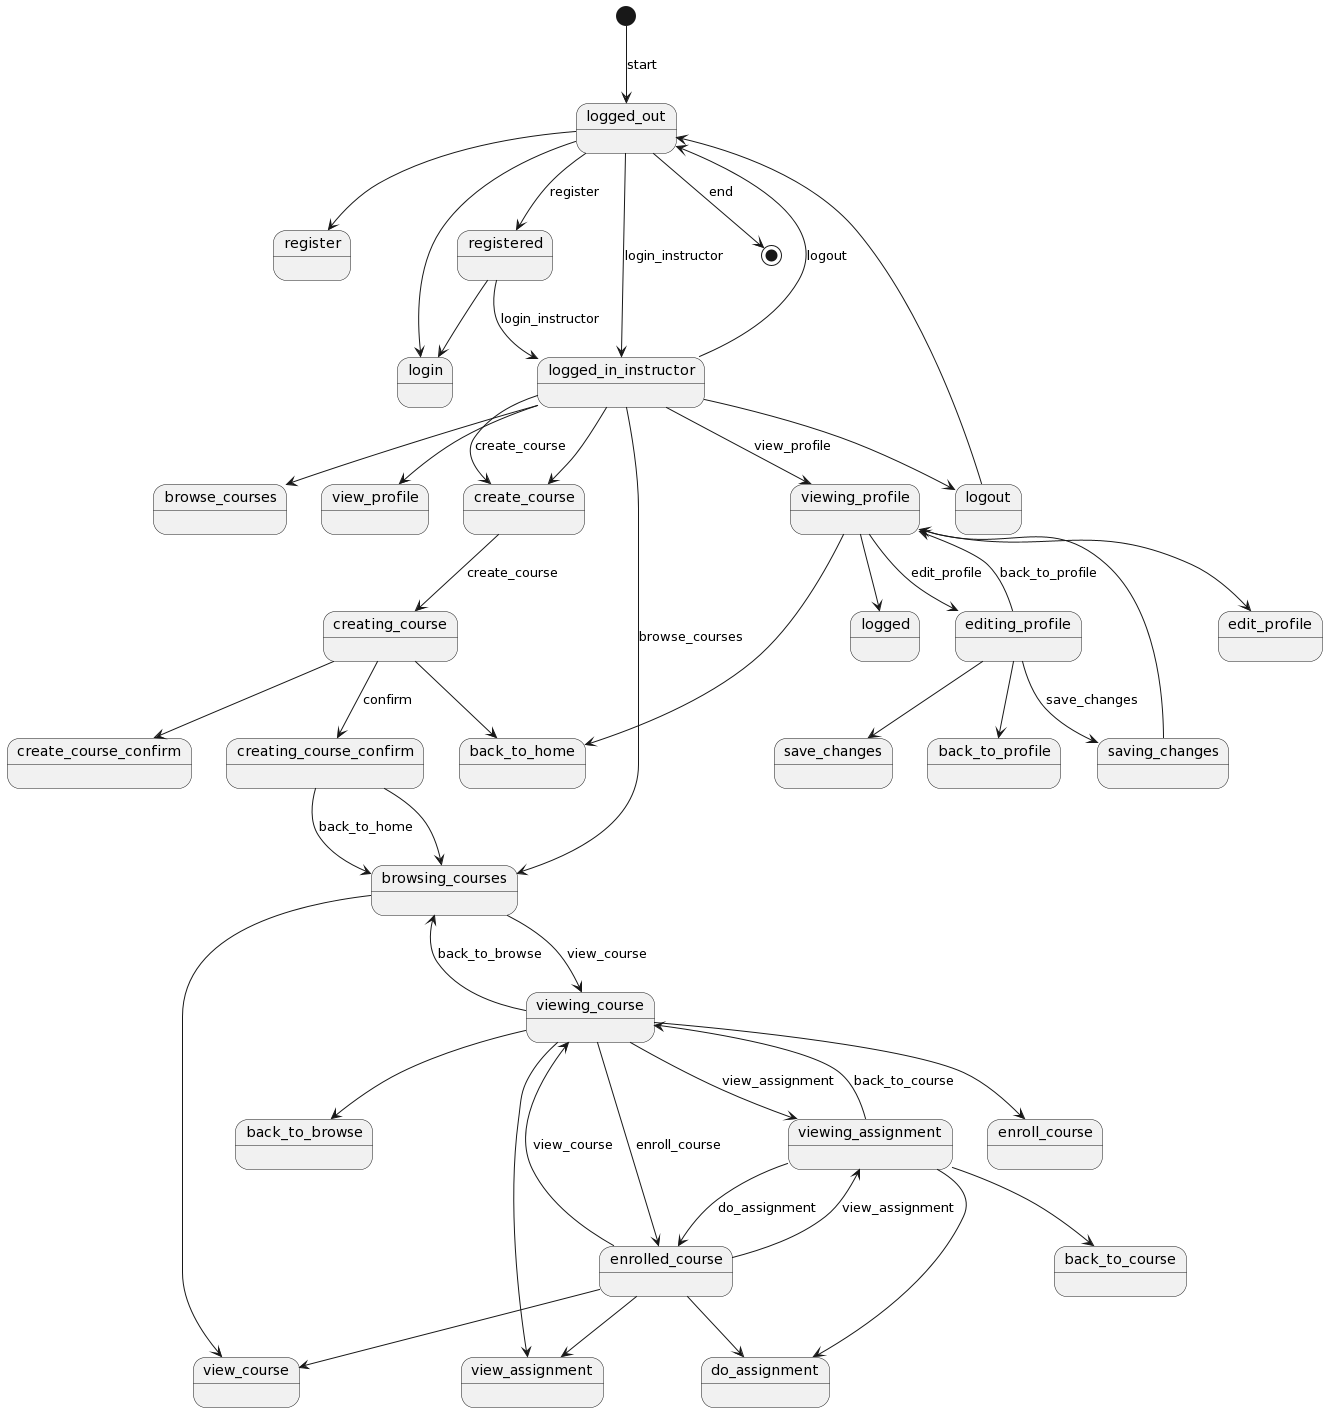 start
logged_out
register
end
register
registered
login_instructor
logout
login_instructor
login
logged_in_instructor
create_course
view_profile
browse_courses
view_profile
create_course
viewing_profile
logout
create_course
edit_profile
back_to_profile
creating_course
browse_courses
logged
editing_profile
edit_profile
confirm
save_changes
create_course_confirm
creating_course_confirm
back_to_home
save_changes
back_to_profile
saving_changes
back_to_home
browsing_courses
back_to_browse
view_course
viewing_course
view_assignment
back_to_course
back_to_browse
view_course
enroll_course
viewing_assignment
enroll_course
do_assignment
view_assignment
enrolled_course
back_to_course
view_course
view_assignment
do_assignment